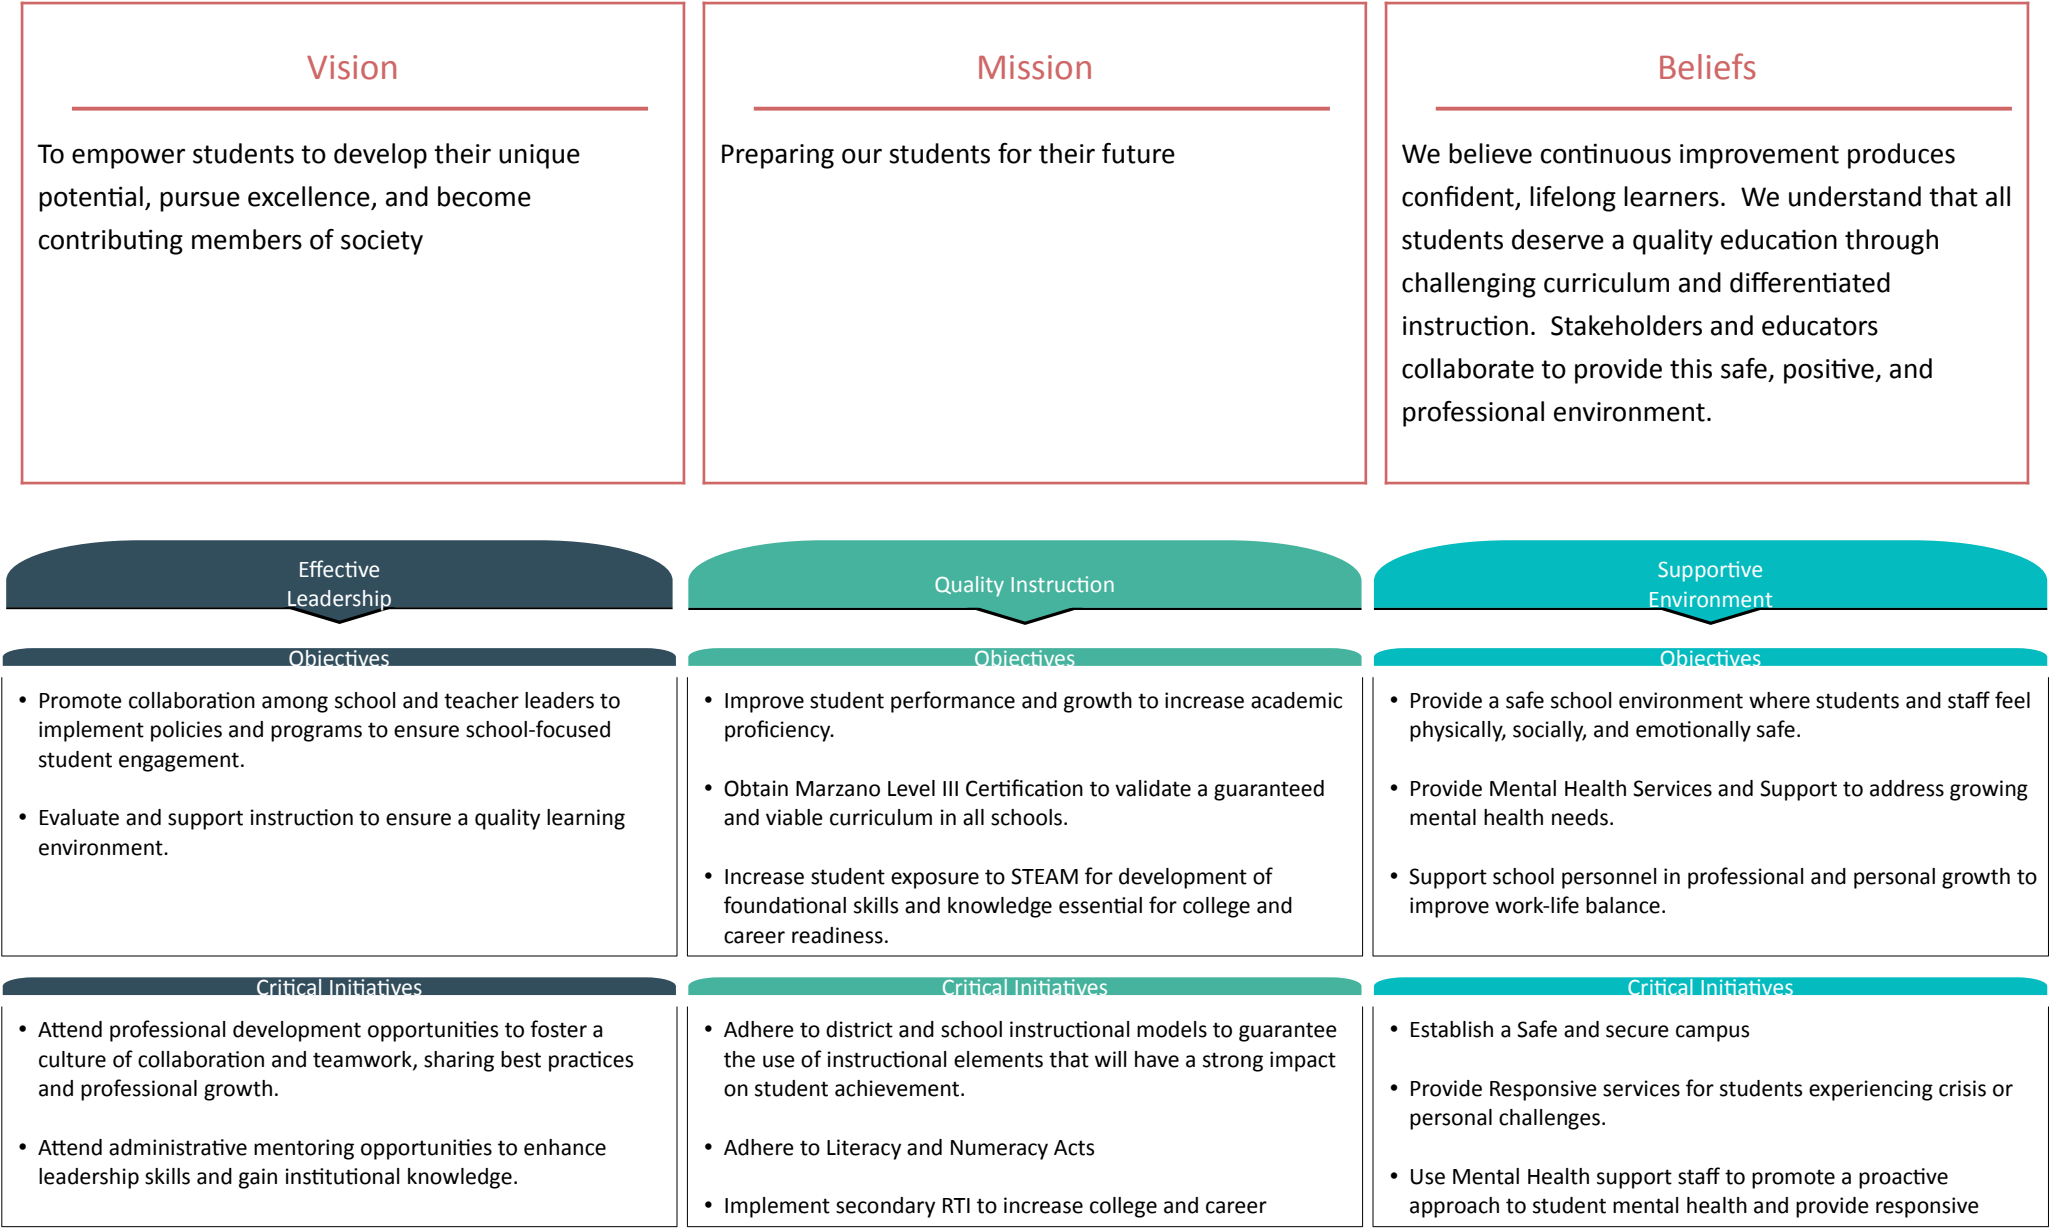 Vision
To empower students to develop their unique
potential, pursue excellence, and become
contributing members of society
Mission
Preparing our students for their future
Beliefs
We believe continuous improvement produces
confident, lifelong learners.  We understand that all
students deserve a quality education through
challenging curriculum and differentiated
instruction.  Stakeholders and educators
collaborate to provide this safe, positive, and
professional environment.
Effective
Leadership
Objectives
• Promote collaboration among school and teacher leaders to
implement policies and programs to ensure school-focused
student engagement.
• Evaluate and support instruction to ensure a quality learning
environment.
Critical Initiatives
• Attend professional development opportunities to foster a
culture of collaboration and teamwork, sharing best practices
and professional growth.
• Attend administrative mentoring opportunities to enhance
leadership skills and gain institutional knowledge.
Quality Instruction
Objectives
• Improve student performance and growth to increase academic
proficiency.
• Obtain Marzano Level III Certification to validate a guaranteed
and viable curriculum in all schools.
• Increase student exposure to STEAM for development of
foundational skills and knowledge essential for college and
career readiness.
Critical Initiatives
• Adhere to district and school instructional models to guarantee
the use of instructional elements that will have a strong impact
on student achievement.
• Adhere to Literacy and Numeracy Acts
• Implement secondary RTI to increase college and career
Supportive
Environment
Objectives
• Provide a safe school environment where students and staff feel
physically, socially, and emotionally safe.
• Provide Mental Health Services and Support to address growing
mental health needs.
• Support school personnel in professional and personal growth to
improve work-life balance.
Critical Initiatives
• Establish a Safe and secure campus
• Provide Responsive services for students experiencing crisis or
personal challenges.
• Use Mental Health support staff to promote a proactive
approach to student mental health and provide responsive